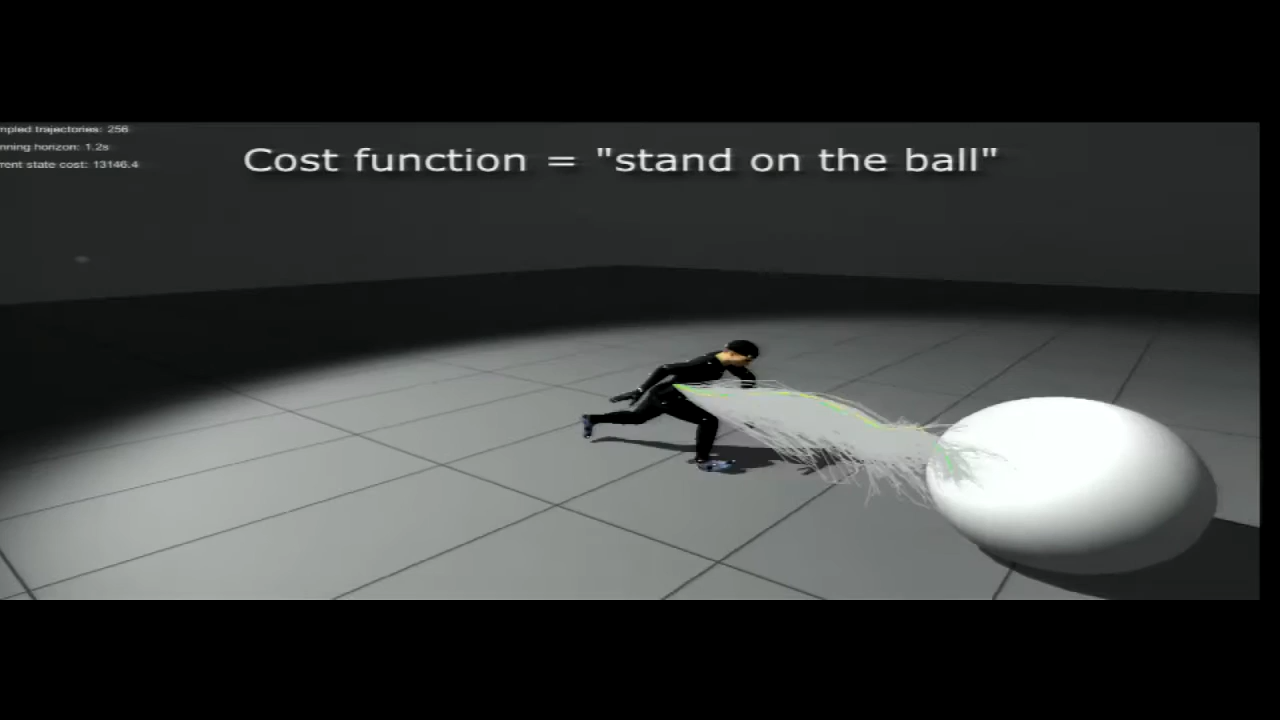 mpled trajectories: 256
nning horizon: 1.2s
rent state cost: 13146.4
Cost function = "stand on the ball"